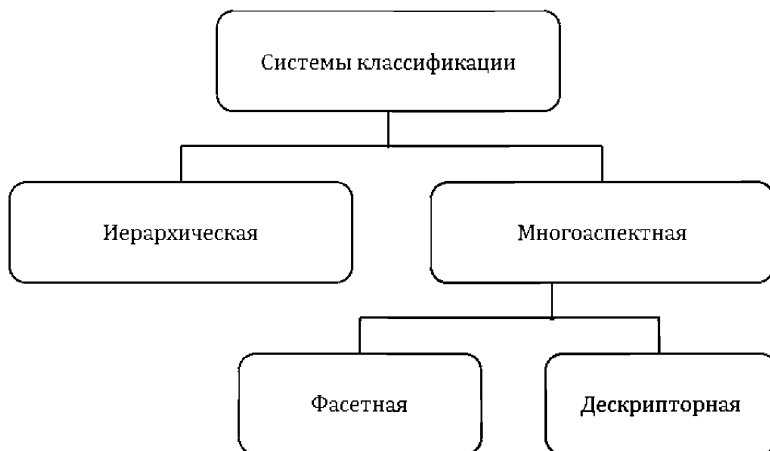 Системы классификации
Иерархическая
Многоаспектная
Фасетная
Дескрипторная